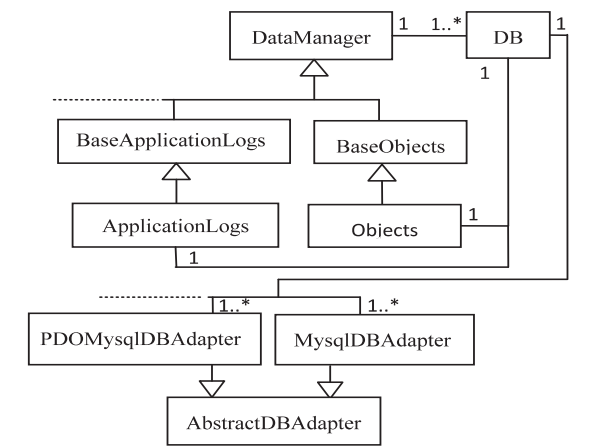 DataManager
1
1..*
DB
1
1
BaseApplicationLogs
BaseObjects
ApplicationLogs
Objects
1
1
1..*
1..*
PDOMysqlDBAdapter
MysqlDBAdapter
AbstractDBAdapter